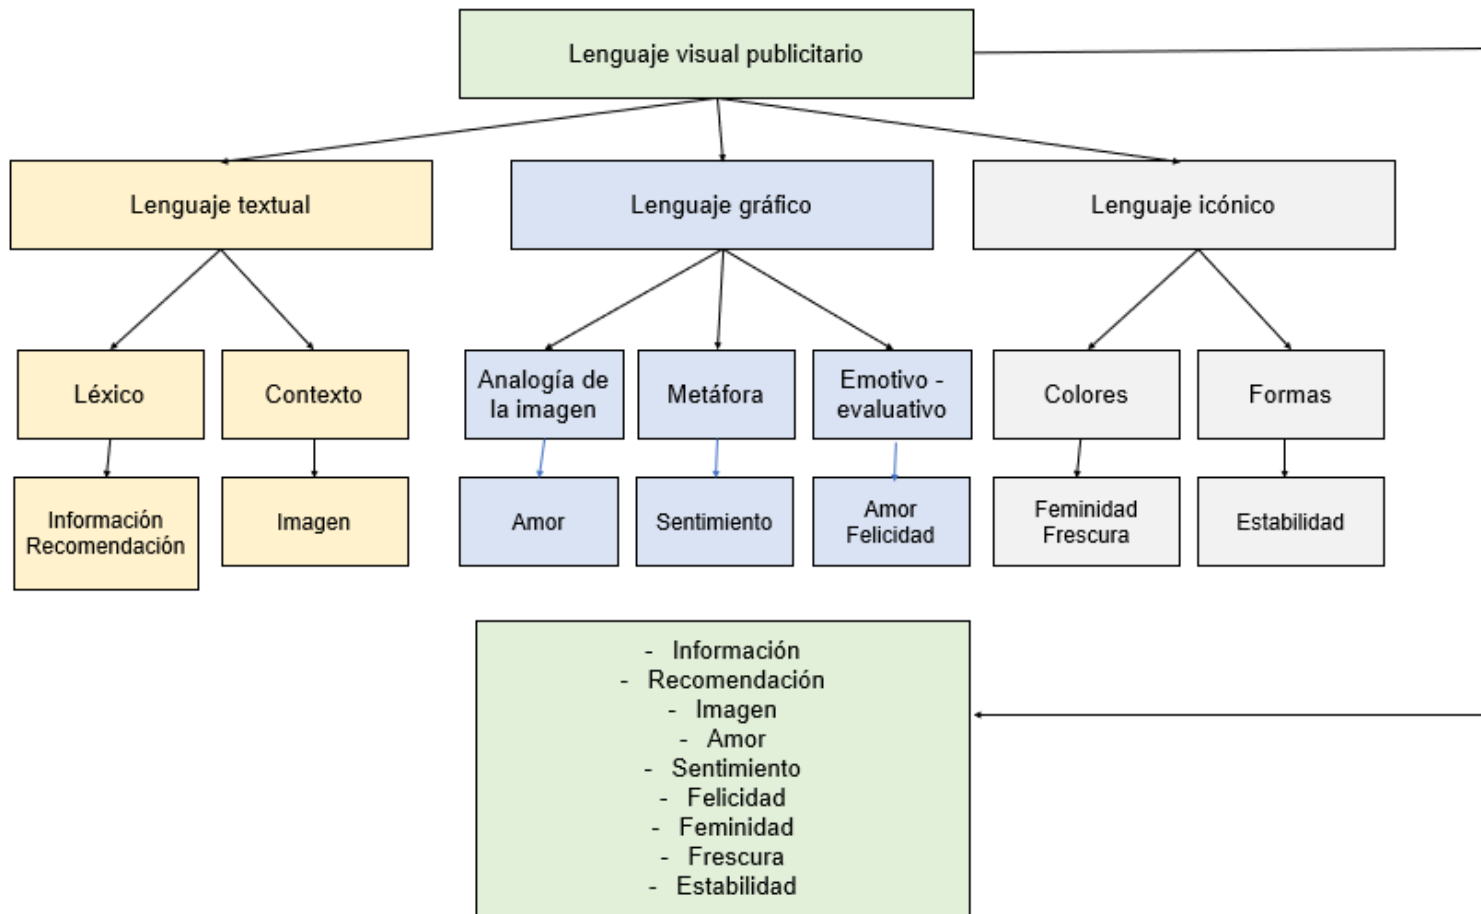 Lenguaje visual publicitario
Lenguaje textual
Lenguaje gráfico
Lenguaje icónico
Léxico
Contexto
Analogía de
la imagen
Metáfora
Emotivo -
evaluativo
Colores
Formas
Información
Recomendación
Imagen
Amor
Sentimiento
Amor
Felicidad
Feminidad
Frescura
Estabilidad
- Información
- Recomendación
- Imagen
- Amor
- Sentimiento
- Felicidad
- Feminidad
- Frescura
- Estabilidad